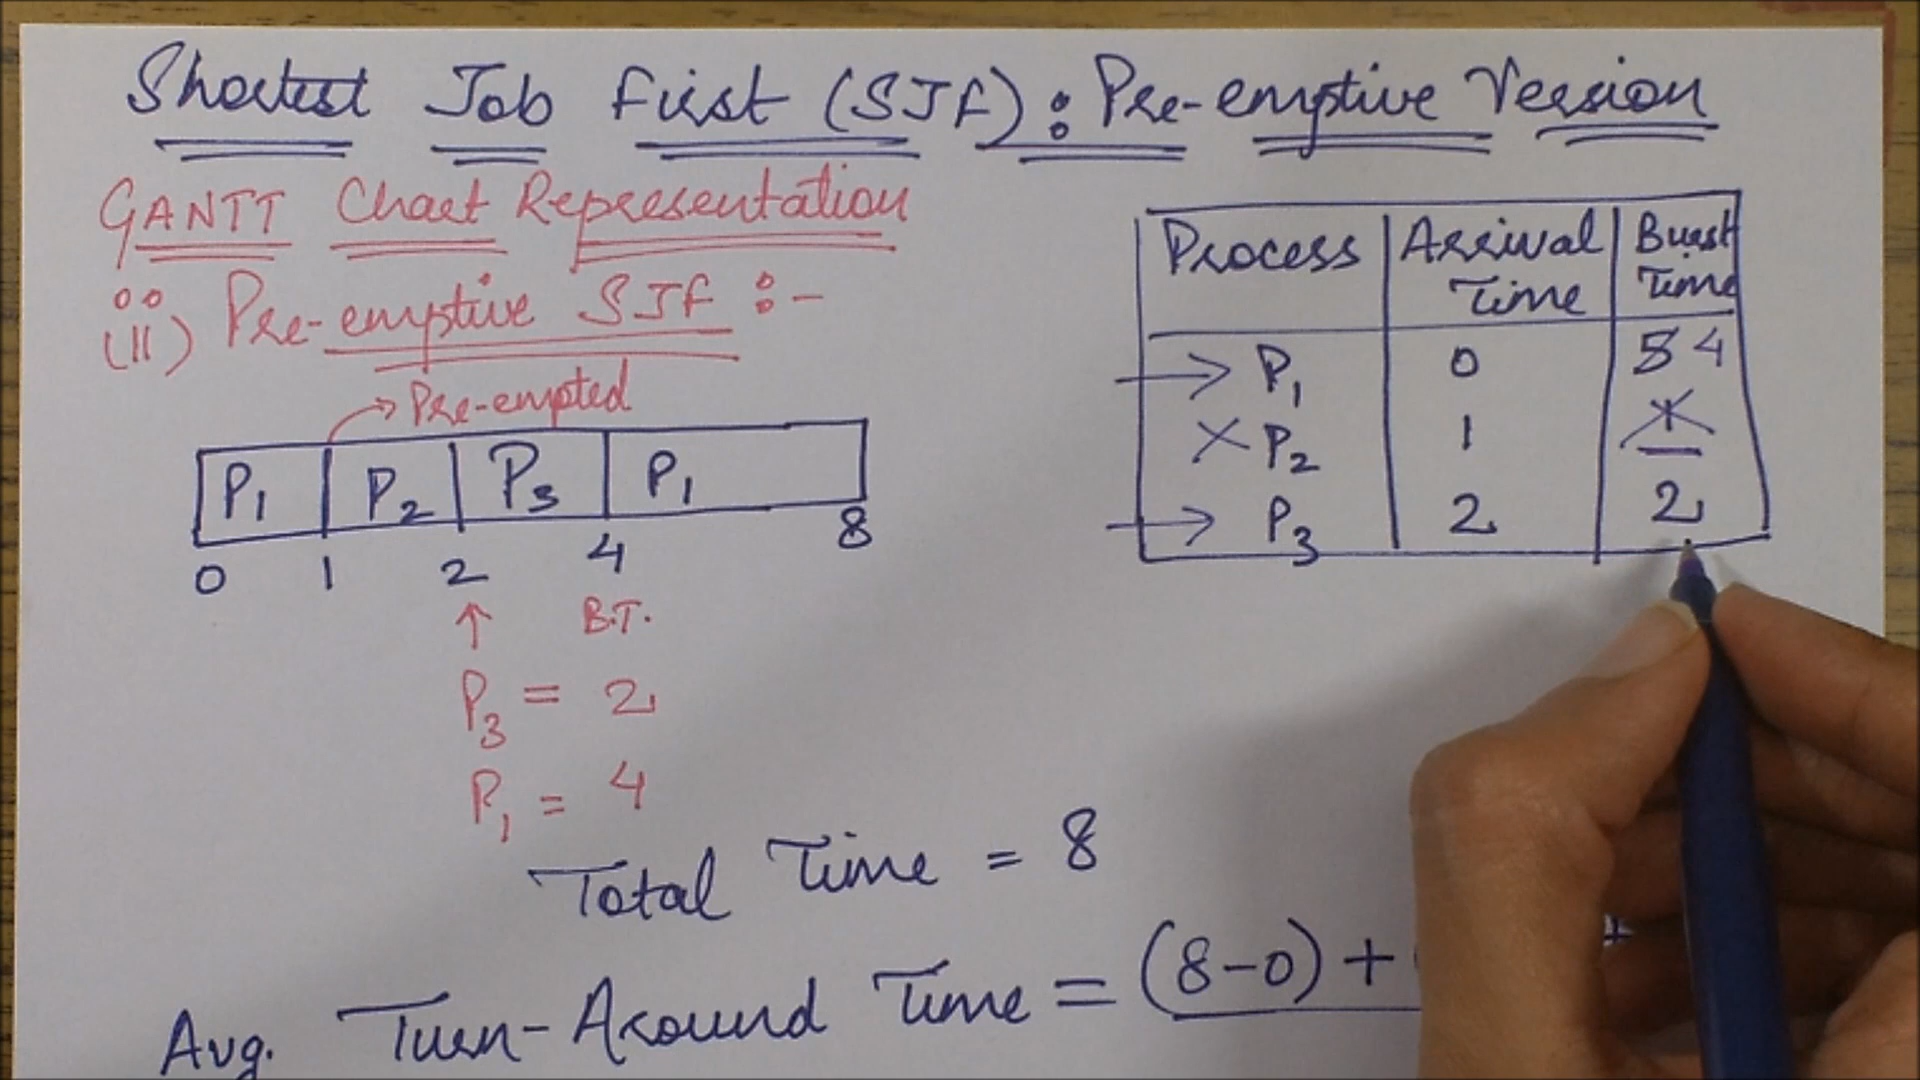 Shortest Job First (SJF): Pre-emptive Version
GANTT Chart Representation
(ii) Pre-emptive SJF :-
→ Pre-empted
P1 | P2 | P3 | P1
0 1 2 4 8
↑ B.T.
P3 = 2
P1 = 4
Process | Arrival Time | Burst Time
→ P1 | 0 | 5 4
X P2 | 1 | 1
→ P3 | 2 | 2
Total Time = 8
Avg. Turn-Around Time = (8-0) +